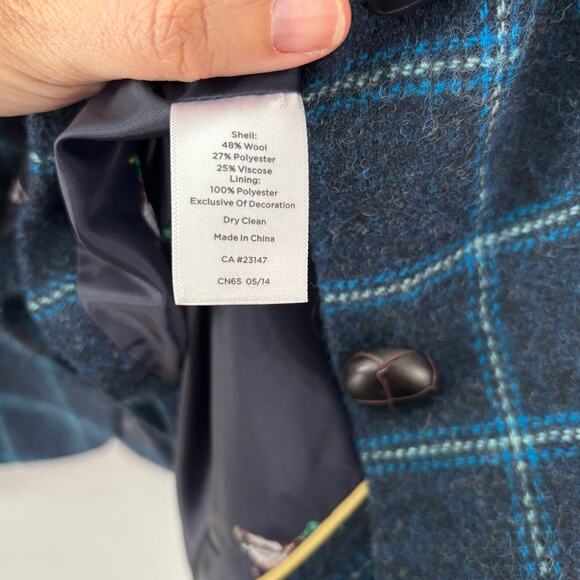 Shell:
48% Wool
27% Polyester
25% Viscose
Lining:
100% Polyester
Exclusive Of Decoration
Dry Clean
Made in China
CA #23147
CN65 05/14